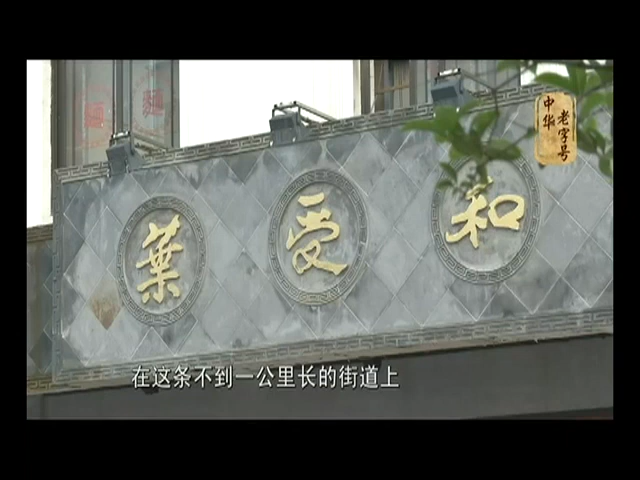 中华
老字号
葉受和
在这条不到一公里长的街道上